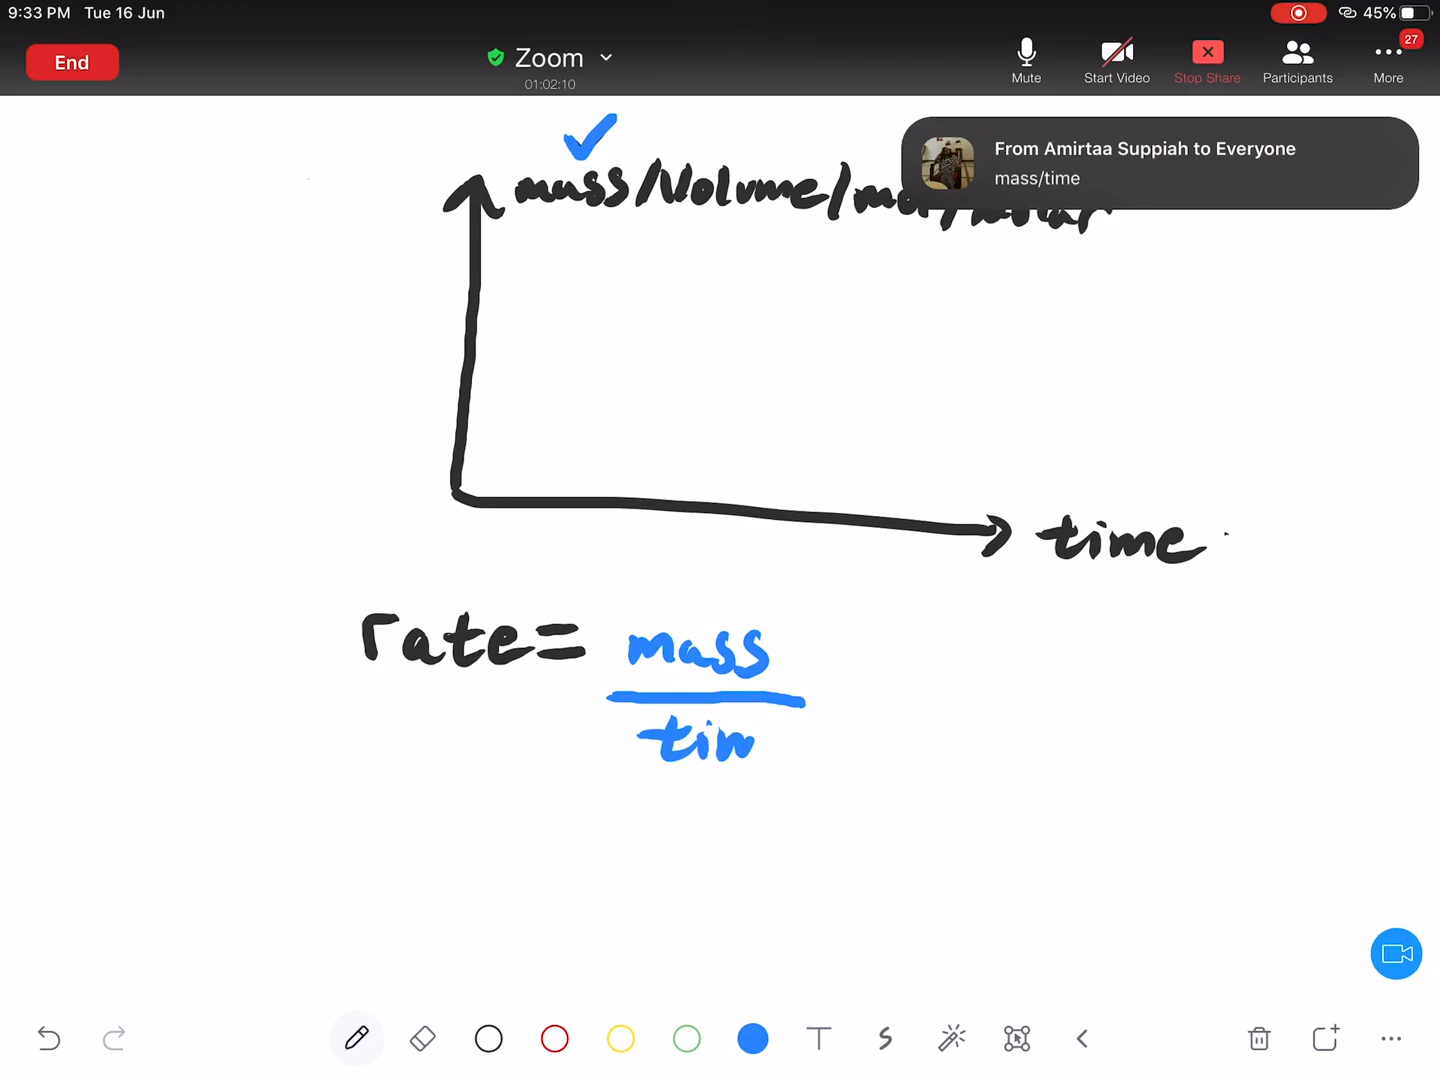 9:33 PM Tue 16 Jun
45%
End
Zoom
01:02:10
Mute
Start Video
Stop Share
Participants
27
More
From Amirtaa Suppiah to Everyone
mass/time
mass/Volume/
time
rate = mass
tim
T